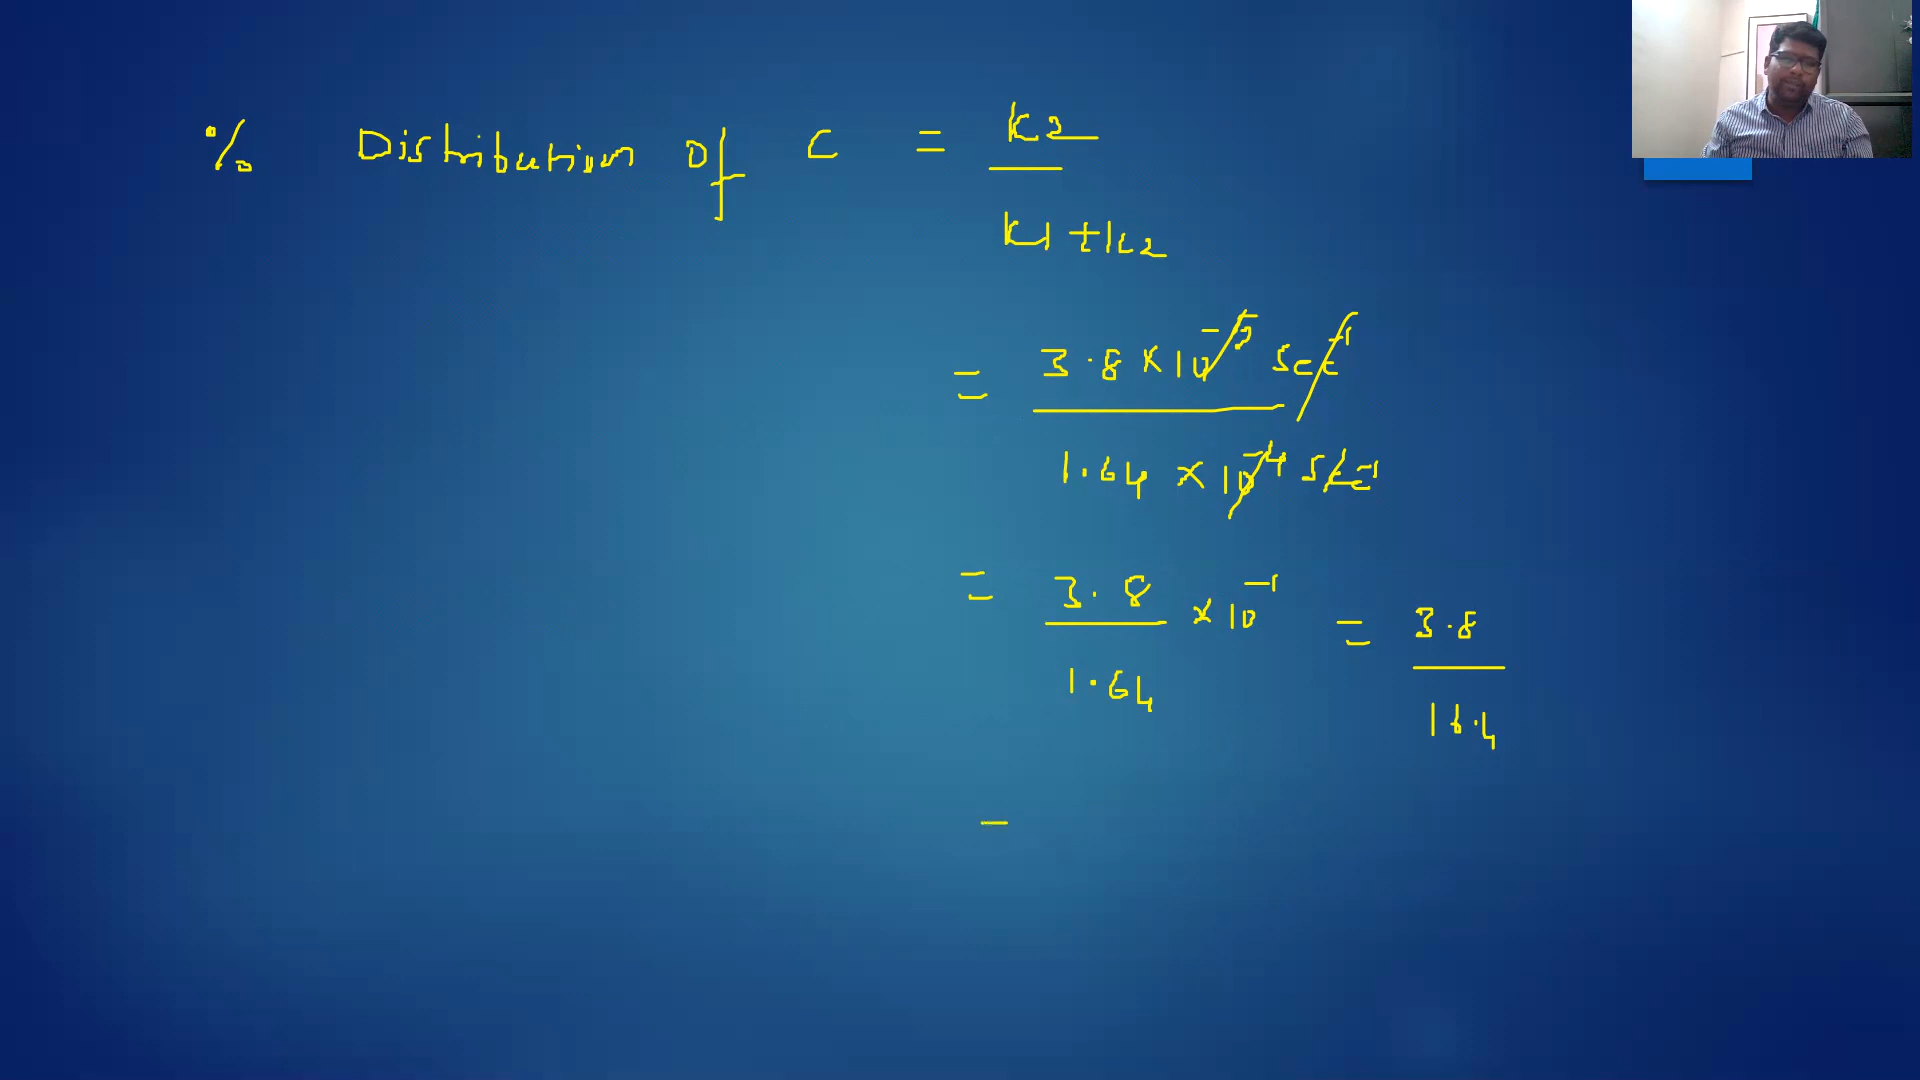 % Distribution of C = k2
k1 + k2
= 3.8 × 10⁻⁵ sec⁻¹
1.64 × 10⁻⁴ sec⁻¹
= 3.8 × 10⁻¹ = 3.8
1.64 16.4